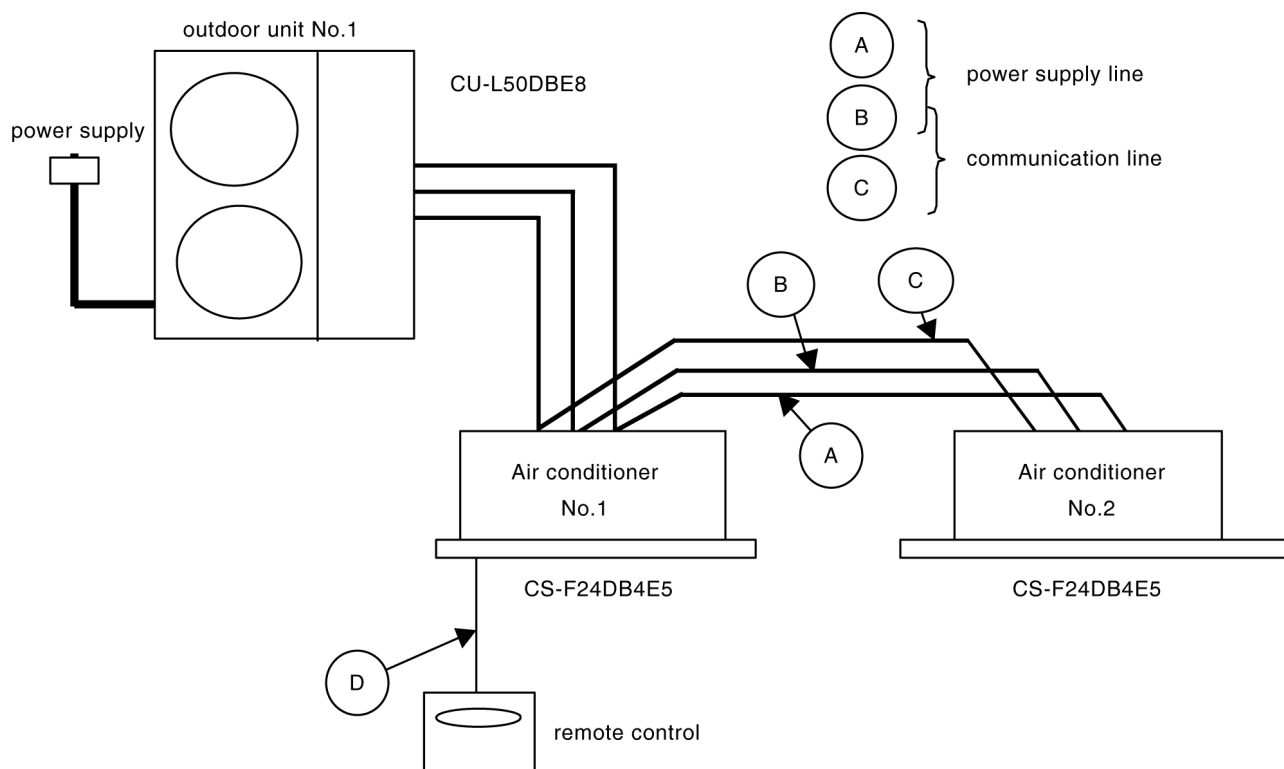 outdoor unit No.1
CU-L50DBE8
power supply
A
B
C
power supply line
communication line
B
C
A
Air conditioner
No.1
Air conditioner
No.2
CS-F24DB4E5
CS-F24DB4E5
D
remote control